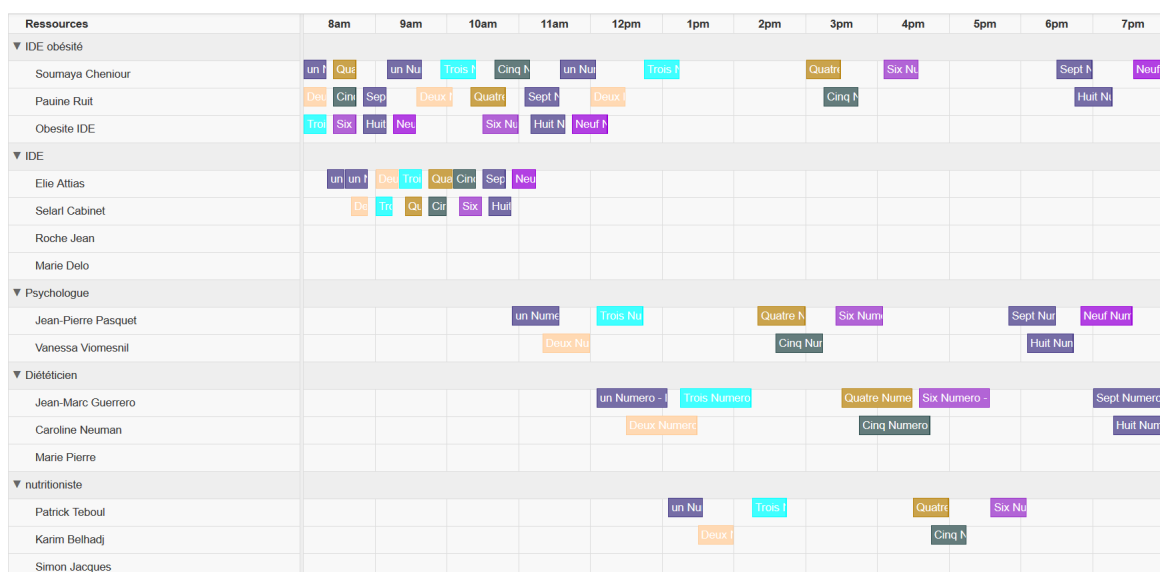 Ressources 8am 9am 10am 11am 12pm 1pm 2pm 3pm 4pm 5pm 6pm 7pm
IDE obésité
Soumaya Cheniour un N Qua un Nu Trois N Cinq N un Nu Trois N Quatre Six Nu Sept N Neuf
Pauine Ruit Deu Cinq Sep Deux N Quatre Sept N Deux N Cinq N Huit Nu
Obesite IDE Troi Six Huit Neu Six Nu Huit N Neuf N
IDE
Elie Attias un un N Deu Troi Qua Cinq Sep Neu
Selarl Cabinet De Tr Qu Cin Six Huit
Roche Jean
Marie Delo
Psychologue
Jean-Pierre Pasquet un Nume Trois Nu Quatre N Six Nume Sept Nur Neuf Num
Vanessa Viomesnil Deux Nu Cinq Nur Huit Nun
Diététicien
Jean-Marc Guerrero un Numero - I Trois Numero Quatre Nume Six Numero - Sept Numero
Caroline Neuman Deux Numero Cinq Numero Huit Num
Marie Pierre
nutritioniste
Patrick Teboul un Nu Trois N Quatre Six Nu
Karim Belhadj Deux N Cinq N
Simon Jacques